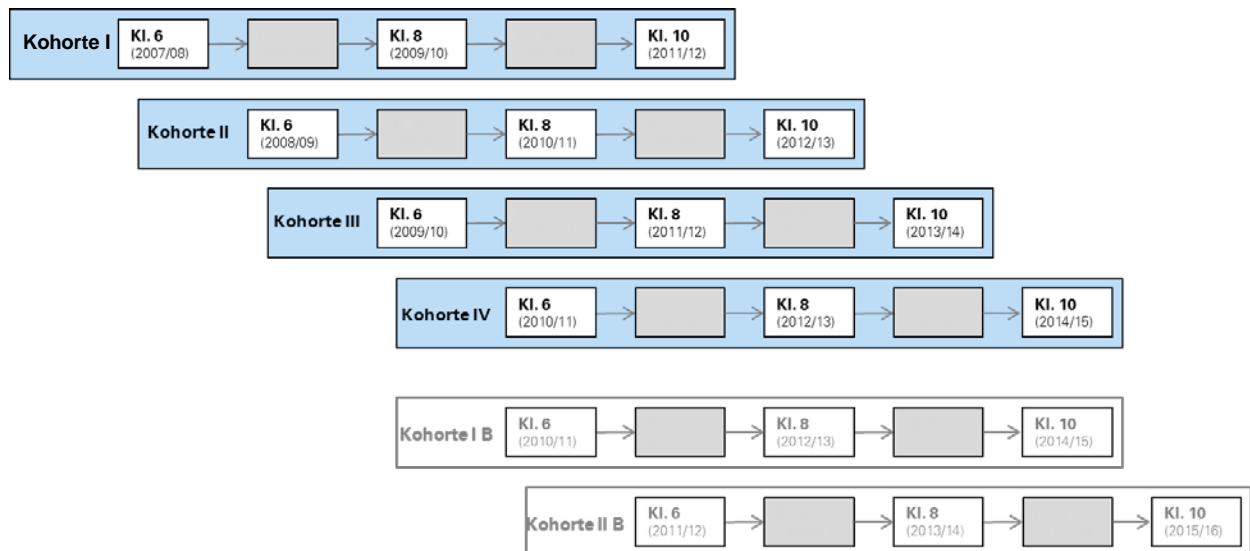 Kohorte I
Kl. 6
(2007/08)
Kl. 8
(2009/10)
Kl. 10
(2011/12)
Kohorte II
Kl. 6
(2008/09)
Kl. 8
(2010/11)
Kl. 10
(2012/13)
Kohorte III
Kl. 6
(2009/10)
Kl. 8
(2011/12)
Kl. 10
(2013/14)
Kohorte IV
Kl. 6
(2010/11)
Kl. 8
(2012/13)
Kl. 10
(2014/15)
Kohorte I B
Kl. 6
(2010/11)
Kl. 8
(2012/13)
Kl. 10
(2014/15)
Kohorte II B
Kl. 6
(2011/12)
Kl. 8
(2013/14)
Kl. 10
(2015/16)